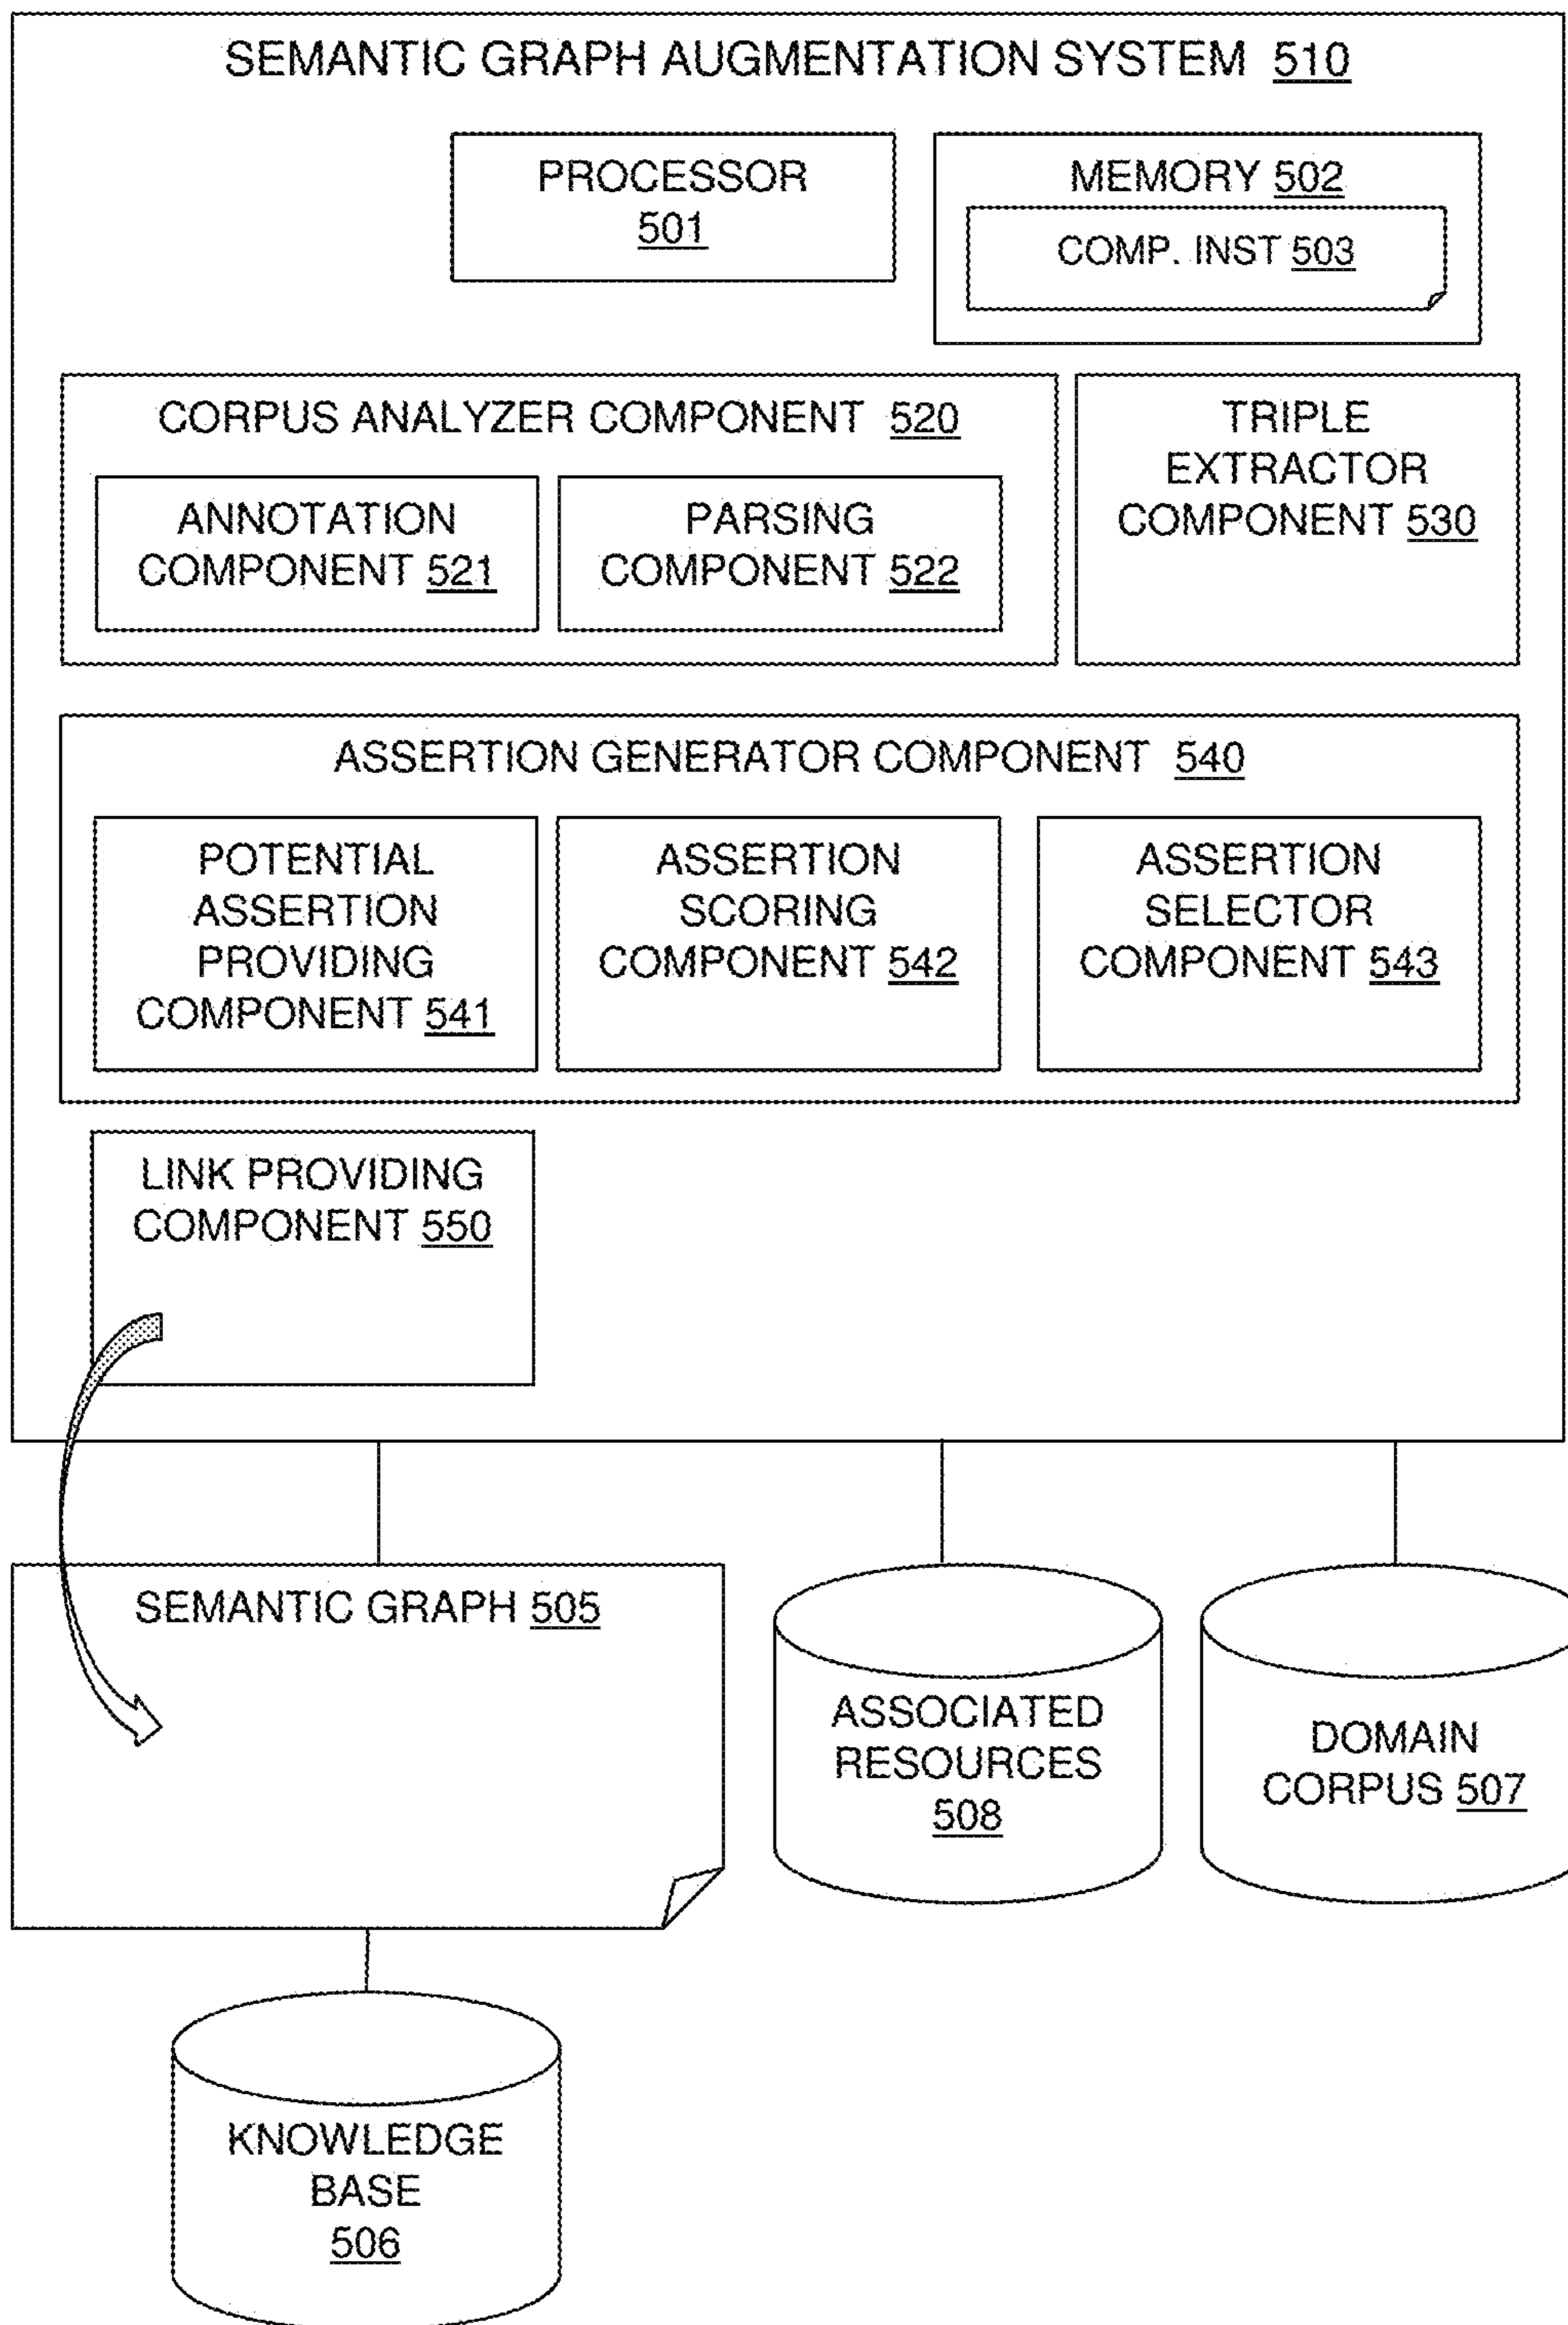 SEMANTIC GRAPH AUGMENTATION SYSTEM 510
PROCESSOR
501
MEMORY 502
COMP. INST 503
CORPUS ANALYZER COMPONENT 520
ANNOTATION
COMPONENT 521
PARSING
COMPONENT 522
TRIPLE
EXTRACTOR
COMPONENT 530
ASSERTION GENERATOR COMPONENT 540
POTENTIAL
ASSERTION
PROVIDING
COMPONENT 541
ASSERTION
SCORING
COMPONENT 542
ASSERTION
SELECTOR
COMPONENT 543
LINK PROVIDING
COMPONENT 550
SEMANTIC GRAPH 505
ASSOCIATED
RESOURCES
508
DOMAIN
CORPUS 507
KNOWLEDGE
BASE
506